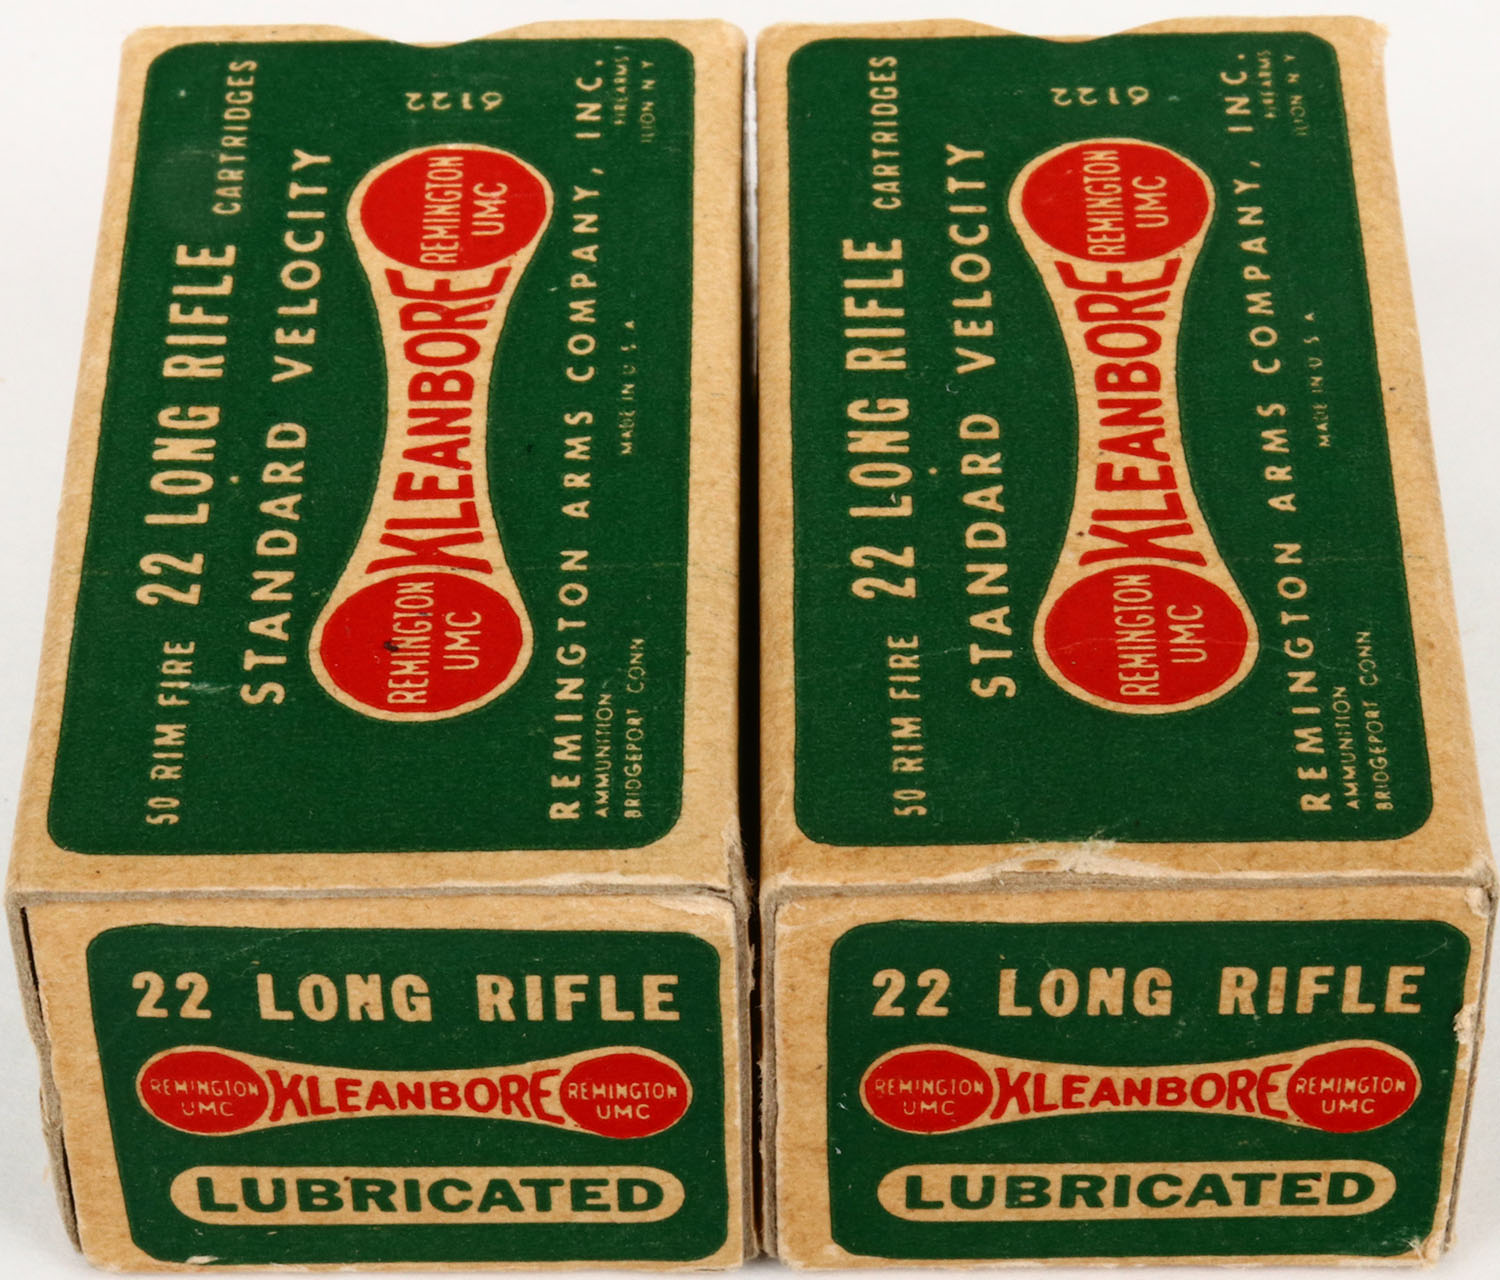 50 RIM FIRE 22 LONG RIFLE CARTRIDGES
STANDARD VELOCITY
6122
REMINGTON
UMC
KLEANBORE
REMINGTON
UMC
REMINGTON ARMS COMPANY, INC.
AMMUNITION
BRIDGEPORT CONN
MADE IN U.S.A
FIREARMS
ILION N Y
22 LONG RIFLE
REMINGTON
UMC
KLEANBORE
REMINGTON
UMC
LUBRICATED
50 RIM FIRE 22 LONG RIFLE CARTRIDGES
STANDARD VELOCITY
6122
REMINGTON
UMC
KLEANBORE
REMINGTON
UMC
REMINGTON ARMS COMPANY, INC.
AMMUNITION
BRIDGEPORT CONN
MADE IN U S A
FIREARMS
ILION N Y
22 LONG RIFLE
REMINGTON
UMC
KLEANBORE
REMINGTON
UMC
LUBRICATED